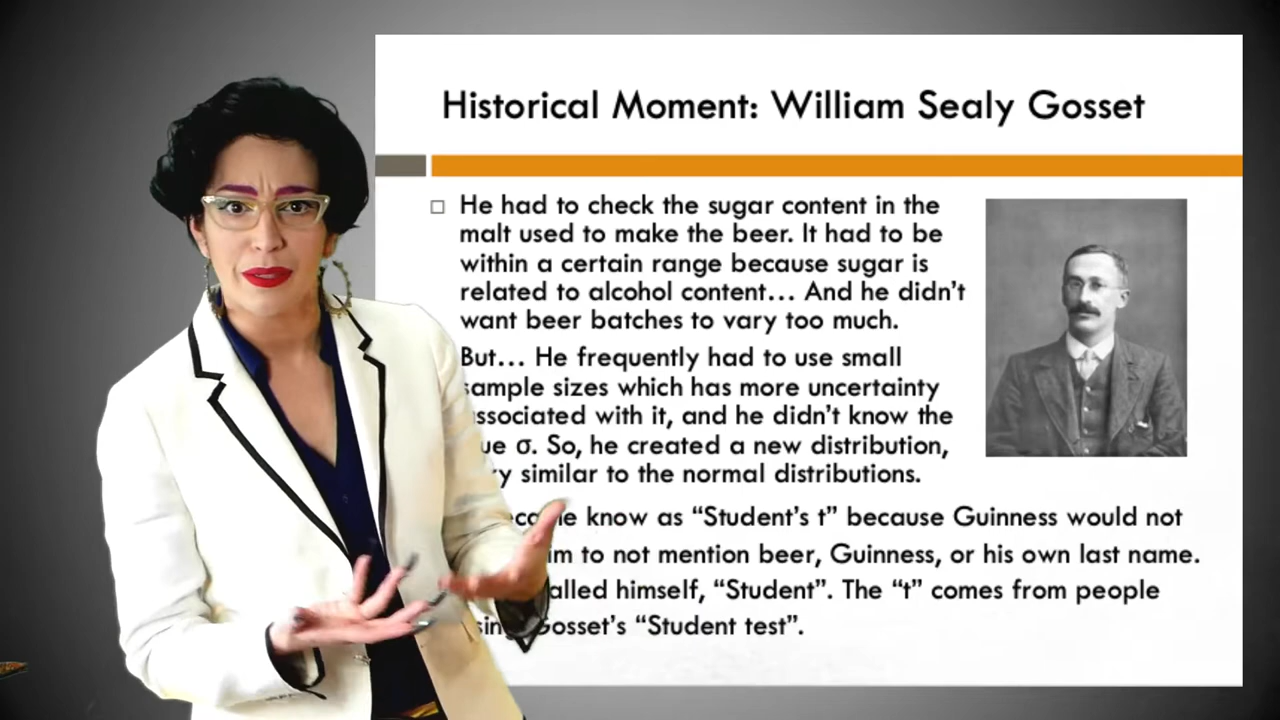 Historical Moment: William Sealy Gosset
He had to check the sugar content in the
malt used to make the beer. It had to be
within a certain range because sugar is
related to alcohol content… And he didn't
want beer batches to vary too much.
But… He frequently had to use small
sample sizes which has more uncertainty
associated with it, and he didn't know the
σ. So, he created a new distribution,
similar to the normal distributions.
know as "Student's t" because Guinness would not
to not mention beer, Guinness, or his own last name.
himself, "Student". The "t" comes from people
Gosset's "Student test".